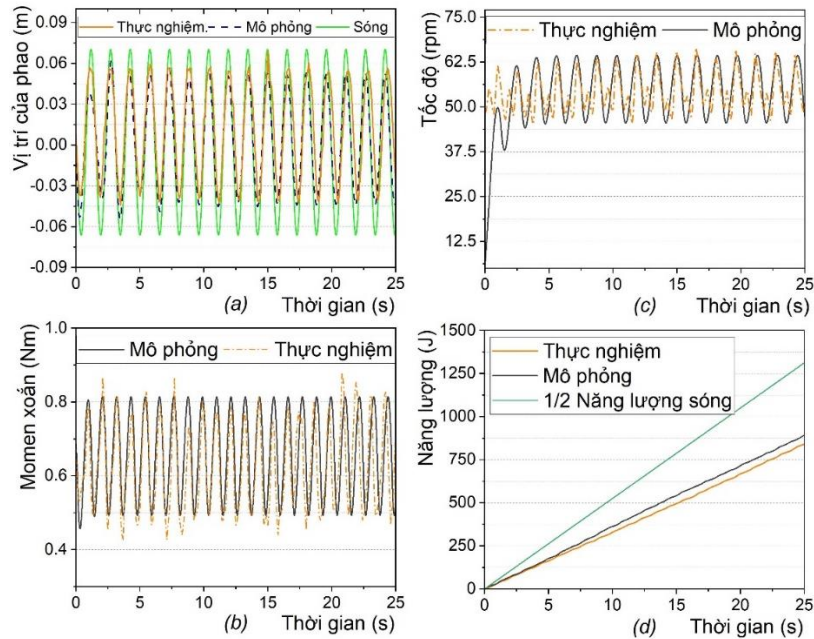 Thực nghiệm. Mô phỏng Sóng
0.09
0.06
0.03
0.00
-0.03
-0.06
-0.09
Vị trí của phao (m)
0 5 10 15 20 25
(a) Thời gian (s)
Thực nghiệm Mô phỏng
75.0
62.5
50.0
37.5
25.0
12.5
Tốc độ (rpm)
0 5 10 15 20 25
(c) Thời gian (s)
Mô phỏng Thực nghiệm
1.0
0.8
0.6
0.4
Momen xoắn (Nm)
0 5 10 15 20 25
(b) Thời gian (s)
Thực nghiệm
Mô phỏng
1/2 Năng lượng sóng
1500
1250
1000
750
500
250
0
Năng lượng (J)
0 5 10 15 20 25
(d) Thời gian (s)